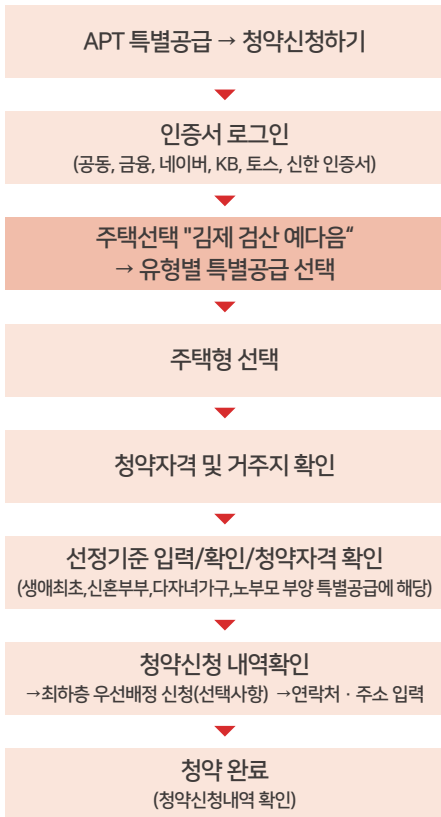 APT 특별공급 → 청약신청하기
인증서 로그인
(공동, 금융, 네이버, KB, 토스, 신한 인증서)
주택선택 "김제 검산 예다음“
→ 유형별 특별공급 선택
주택형 선택
청약자격 및 거주지 확인
선정기준 입력/확인/청약자격 확인
(생애최초,신혼부부,다자녀가구,노부모 부양 특별공급에 해당)
청약신청 내역확인
→최하층 우선배정 신청(선택사항) →연락처 · 주소 입력
청약 완료
(청약신청내역 확인)